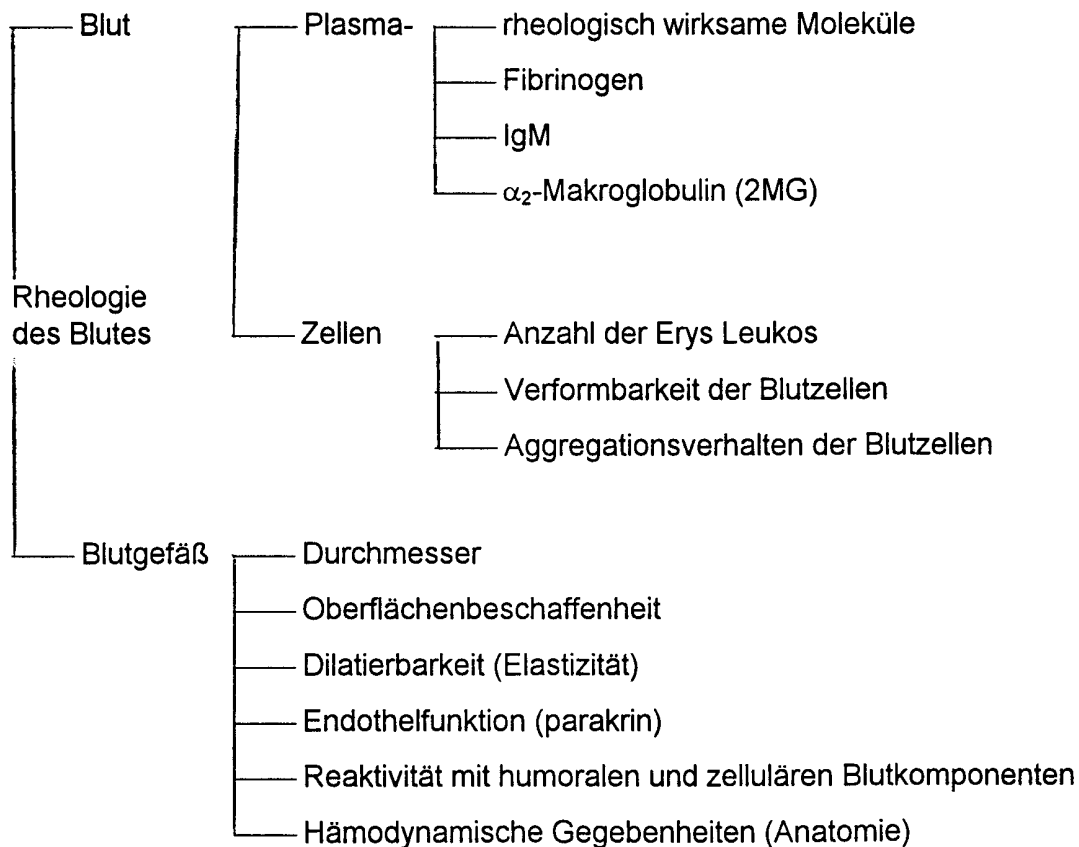 Blut
Plasma-
rheologisch wirksame Moleküle
Fibrinogen
IgM
α₂-Makroglobulin (2MG)
Rheologie
des Blutes
Zellen
Anzahl der Erys Leukos
Verformbarkeit der Blutzellen
Aggregationsverhalten der Blutzellen
Blutgefäß
Durchmesser
Oberflächenbeschaffenheit
Dilatierbarkeit (Elastizität)
Endothelfunktion (parakrin)
Reaktivität mit humoralen und zellulären Blutkomponenten
Hämodynamische Gegebenheiten (Anatomie)